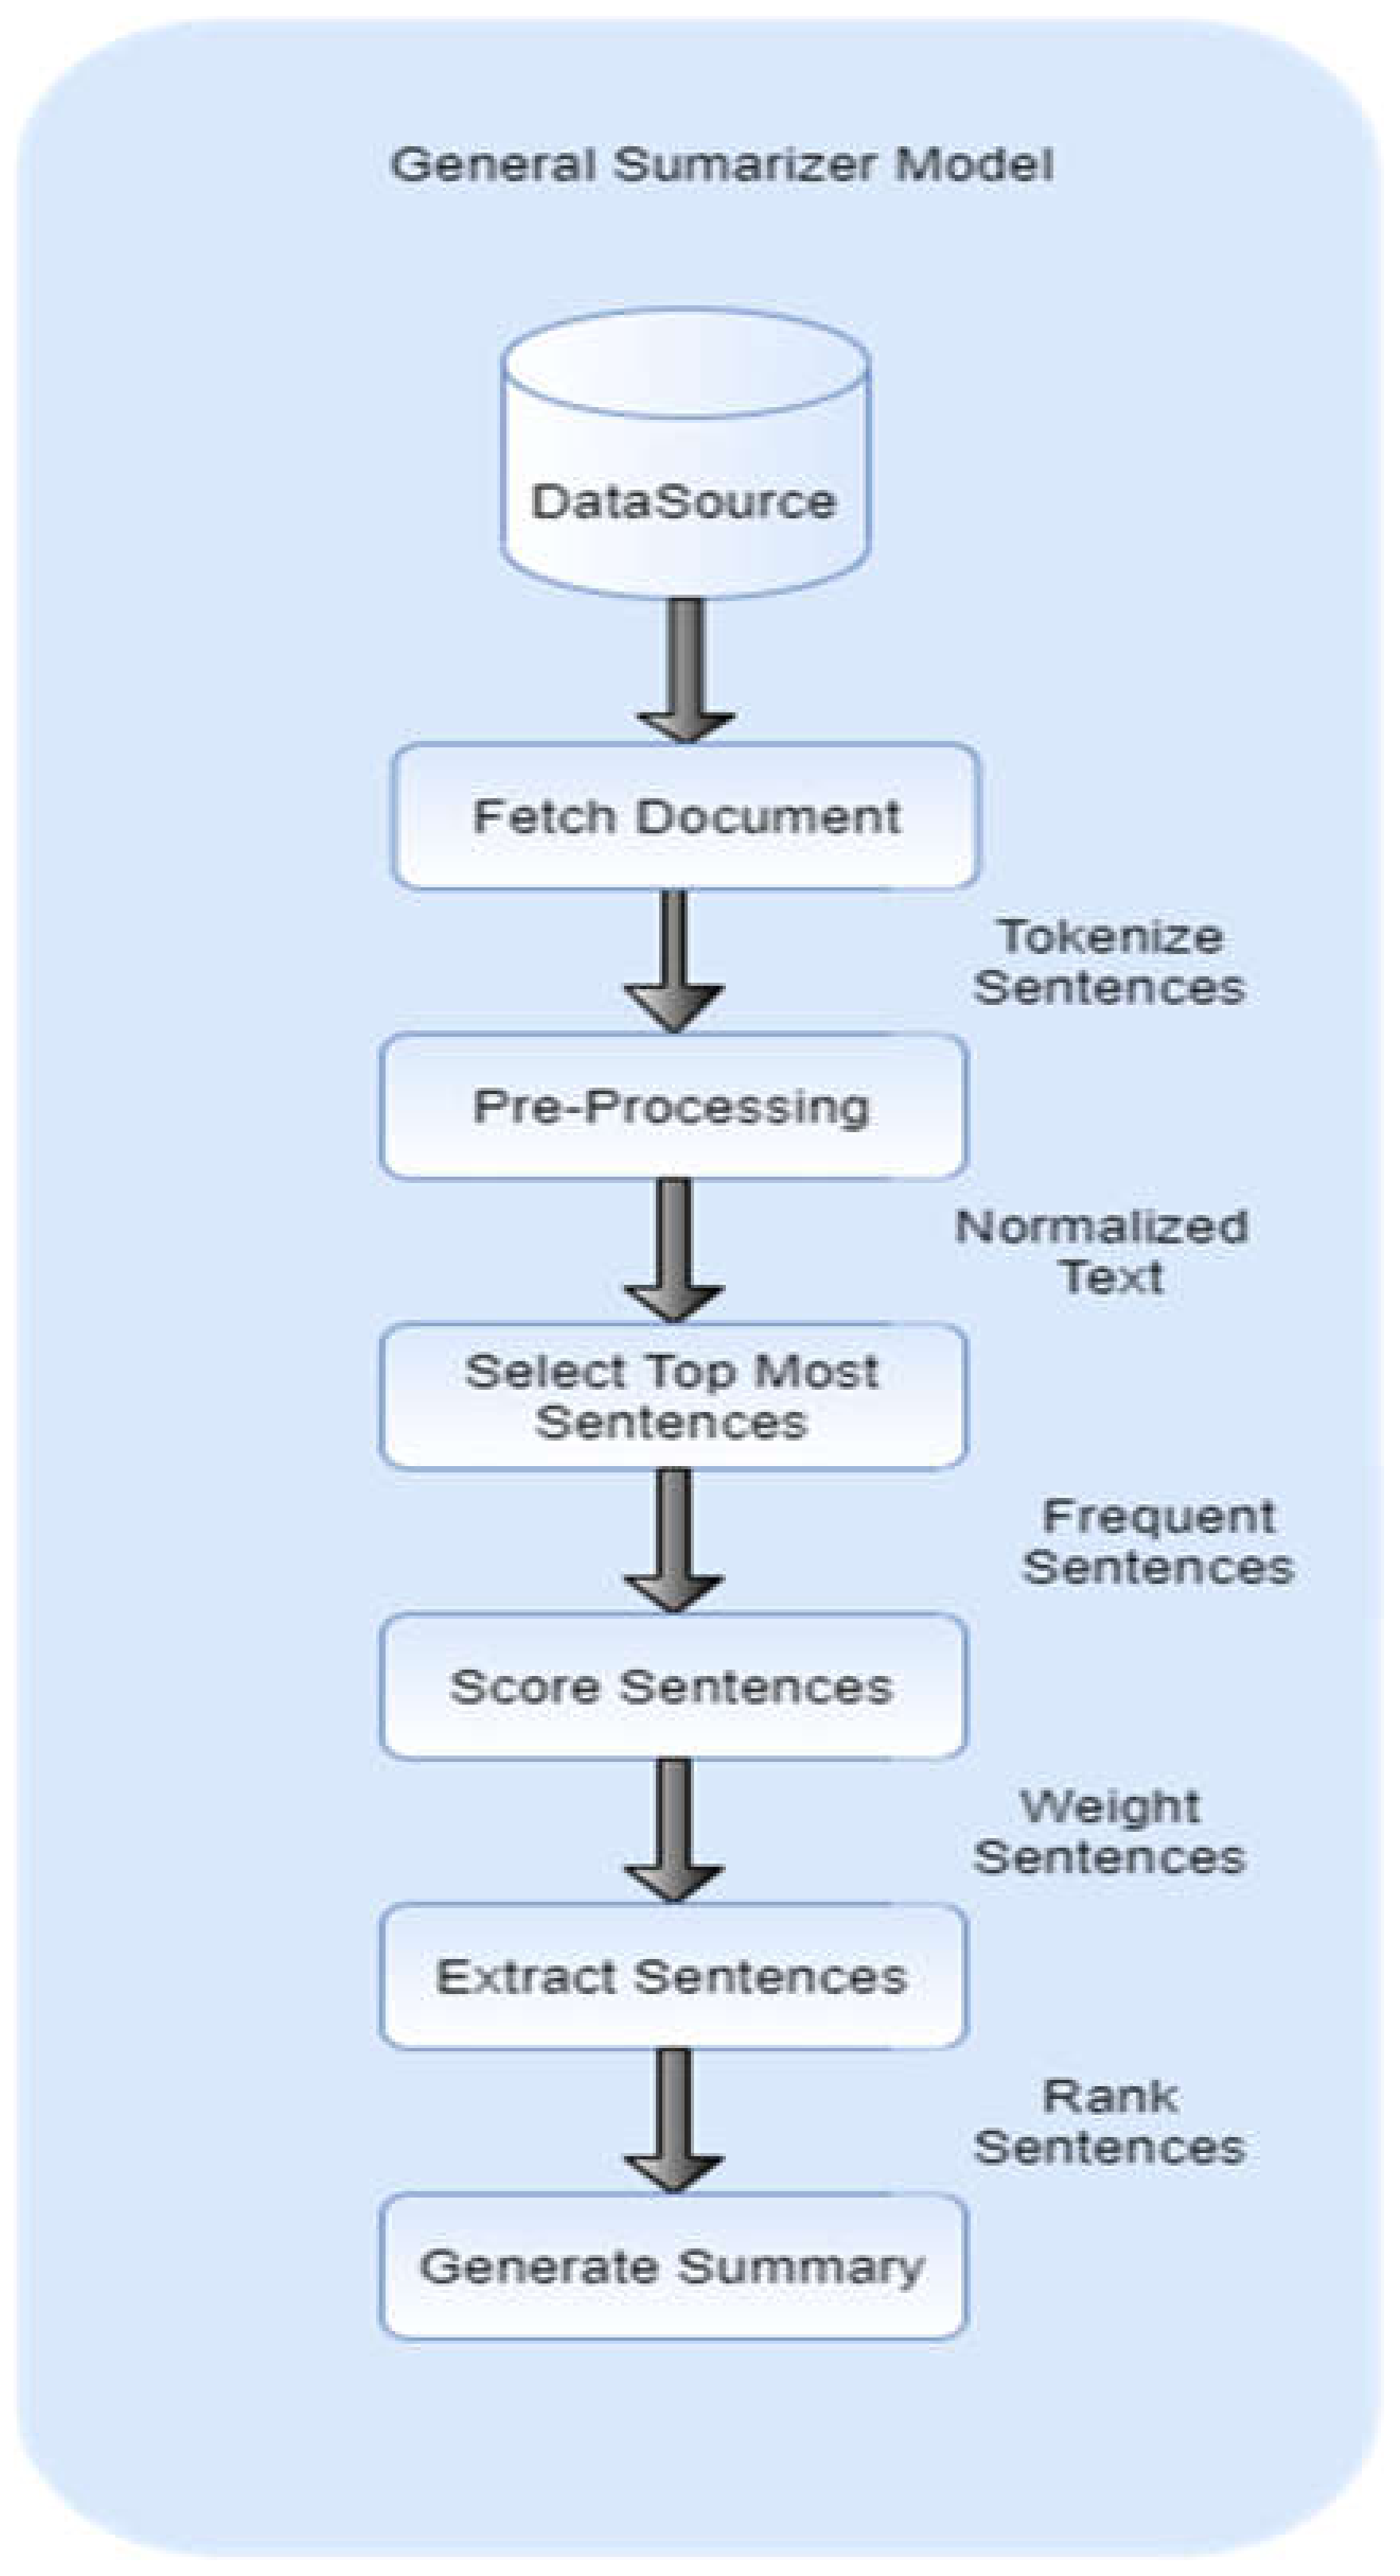 General Sumarizer Model
DataSource
Fetch Document
Tokenize
Sentences
Pre-Processing
Normalized
Text
Select Top Most
Sentences
Frequent
Sentences
Score Sentences
Weight
Sentences
Extract Sentences
Rank
Sentences
Generate Summary